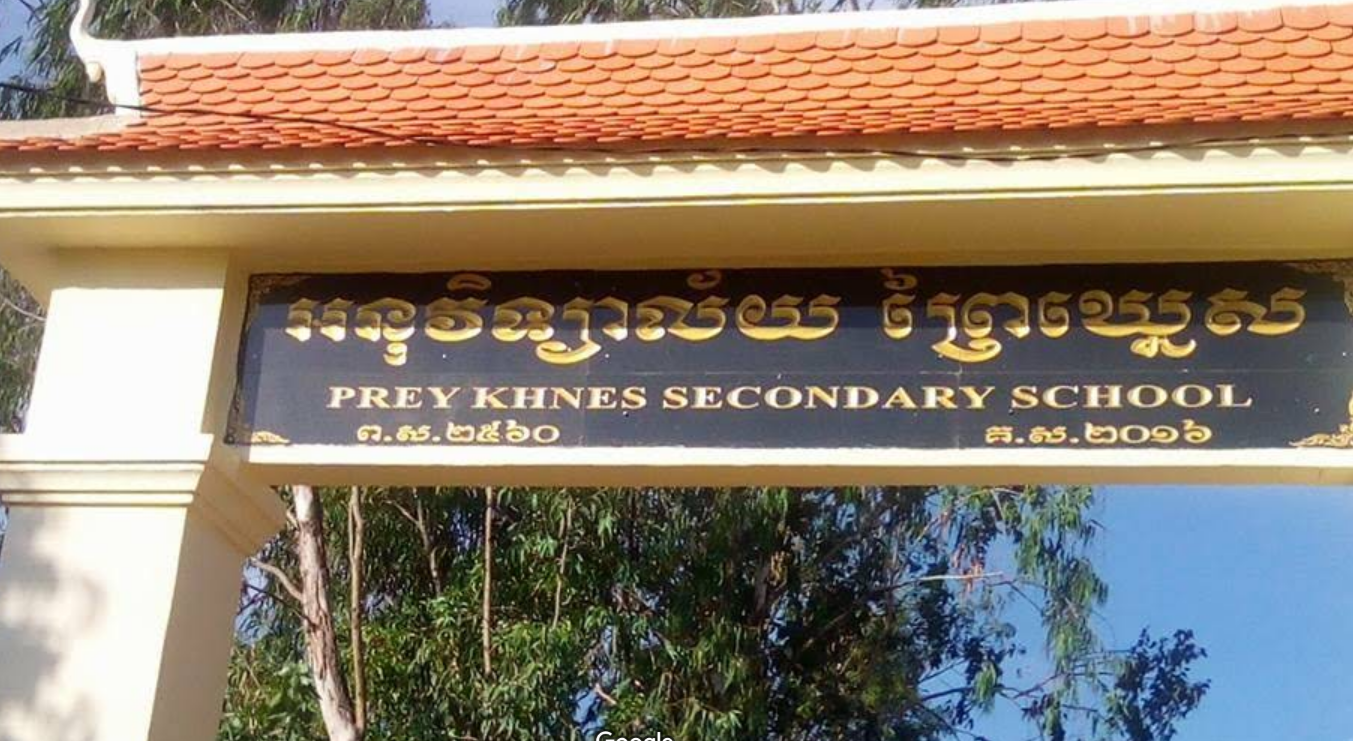 អនុវិទ្យាល័យ ព្រៃឃ្នេស
PREY KHNES SECONDARY SCHOOL
ព.ស.២៥៦០ គ.ស.២០១៦
Google